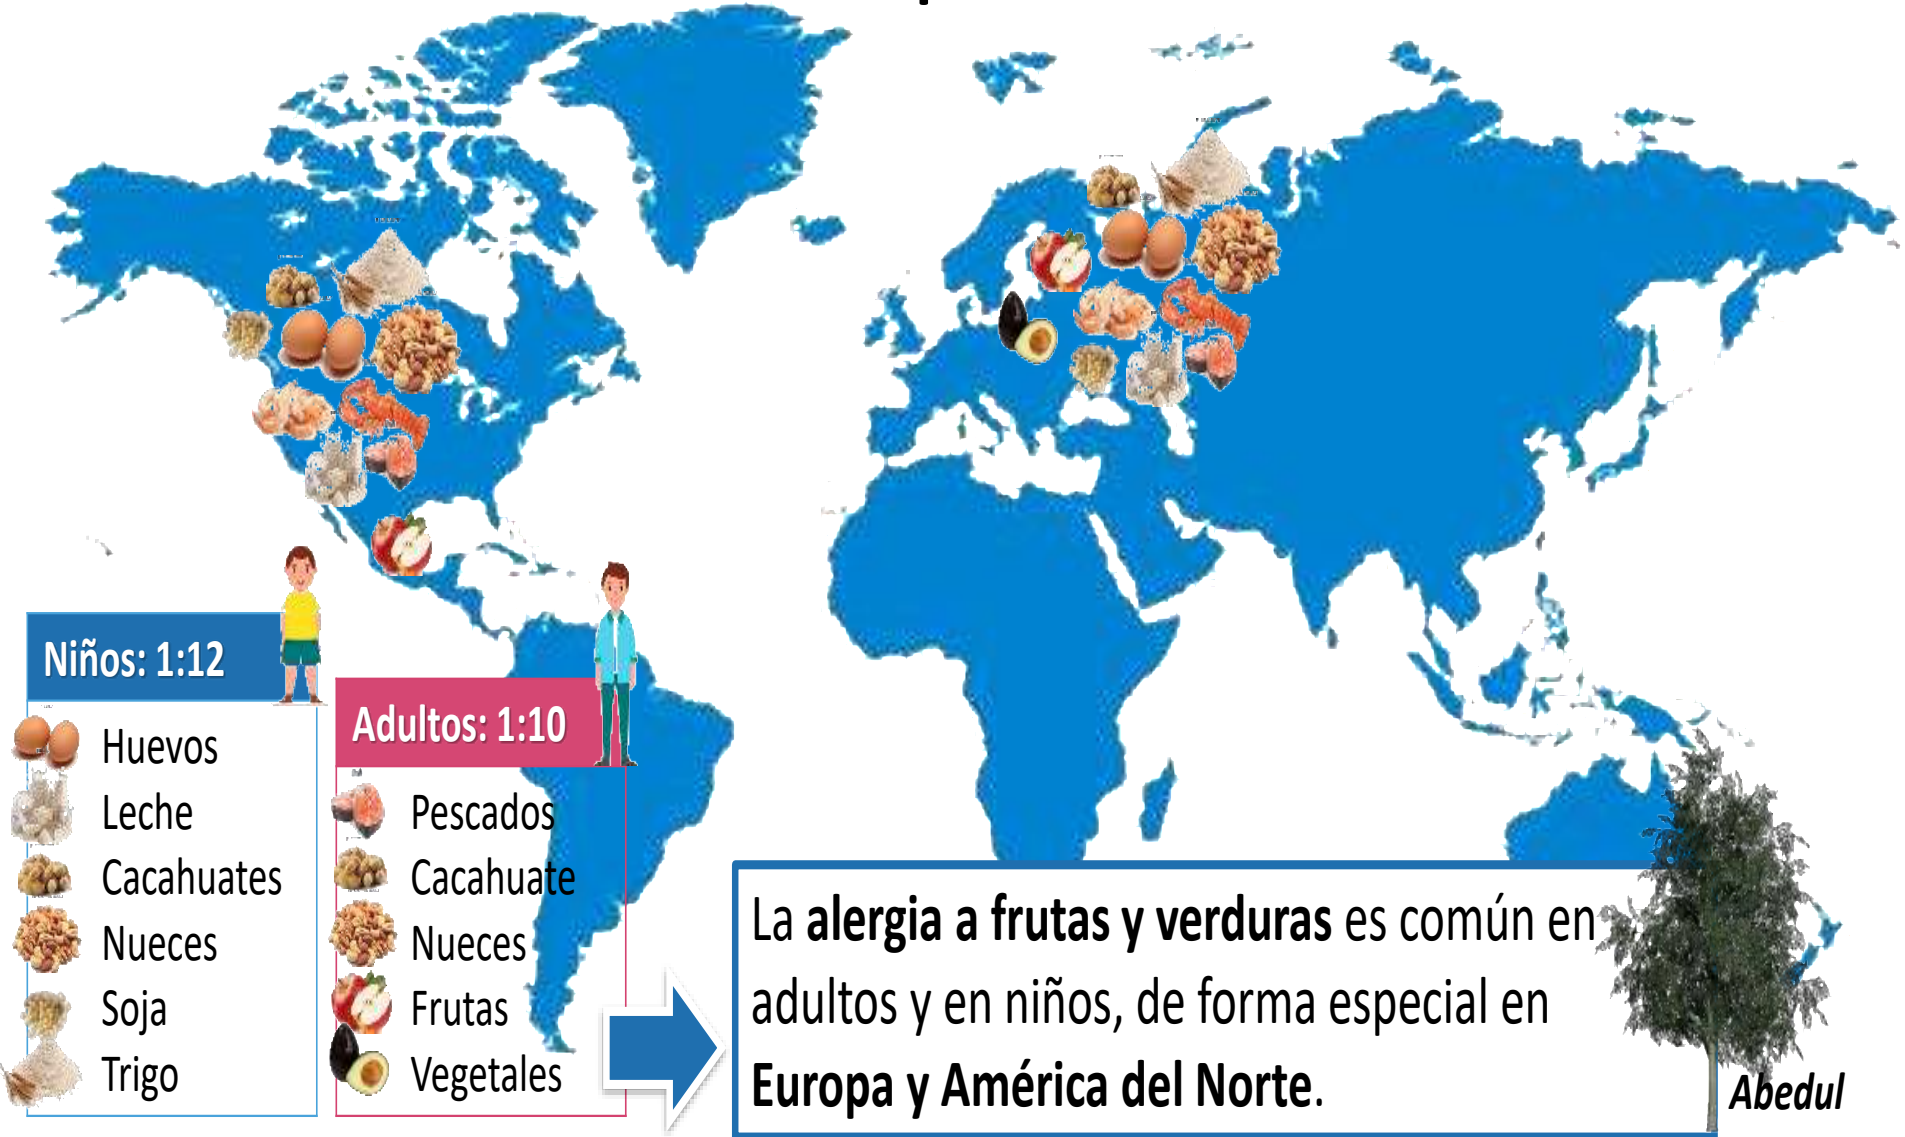 Niños: 1:12
Huevos
Leche
Cacahuates
Nueces
Soja
Trigo
Adultos: 1:10
Pescados
Cacahuate
Nueces
Frutas
Vegetales
La alergia a frutas y verduras es común en
adultos y en niños, de forma especial en
Europa y América del Norte.
Abedul